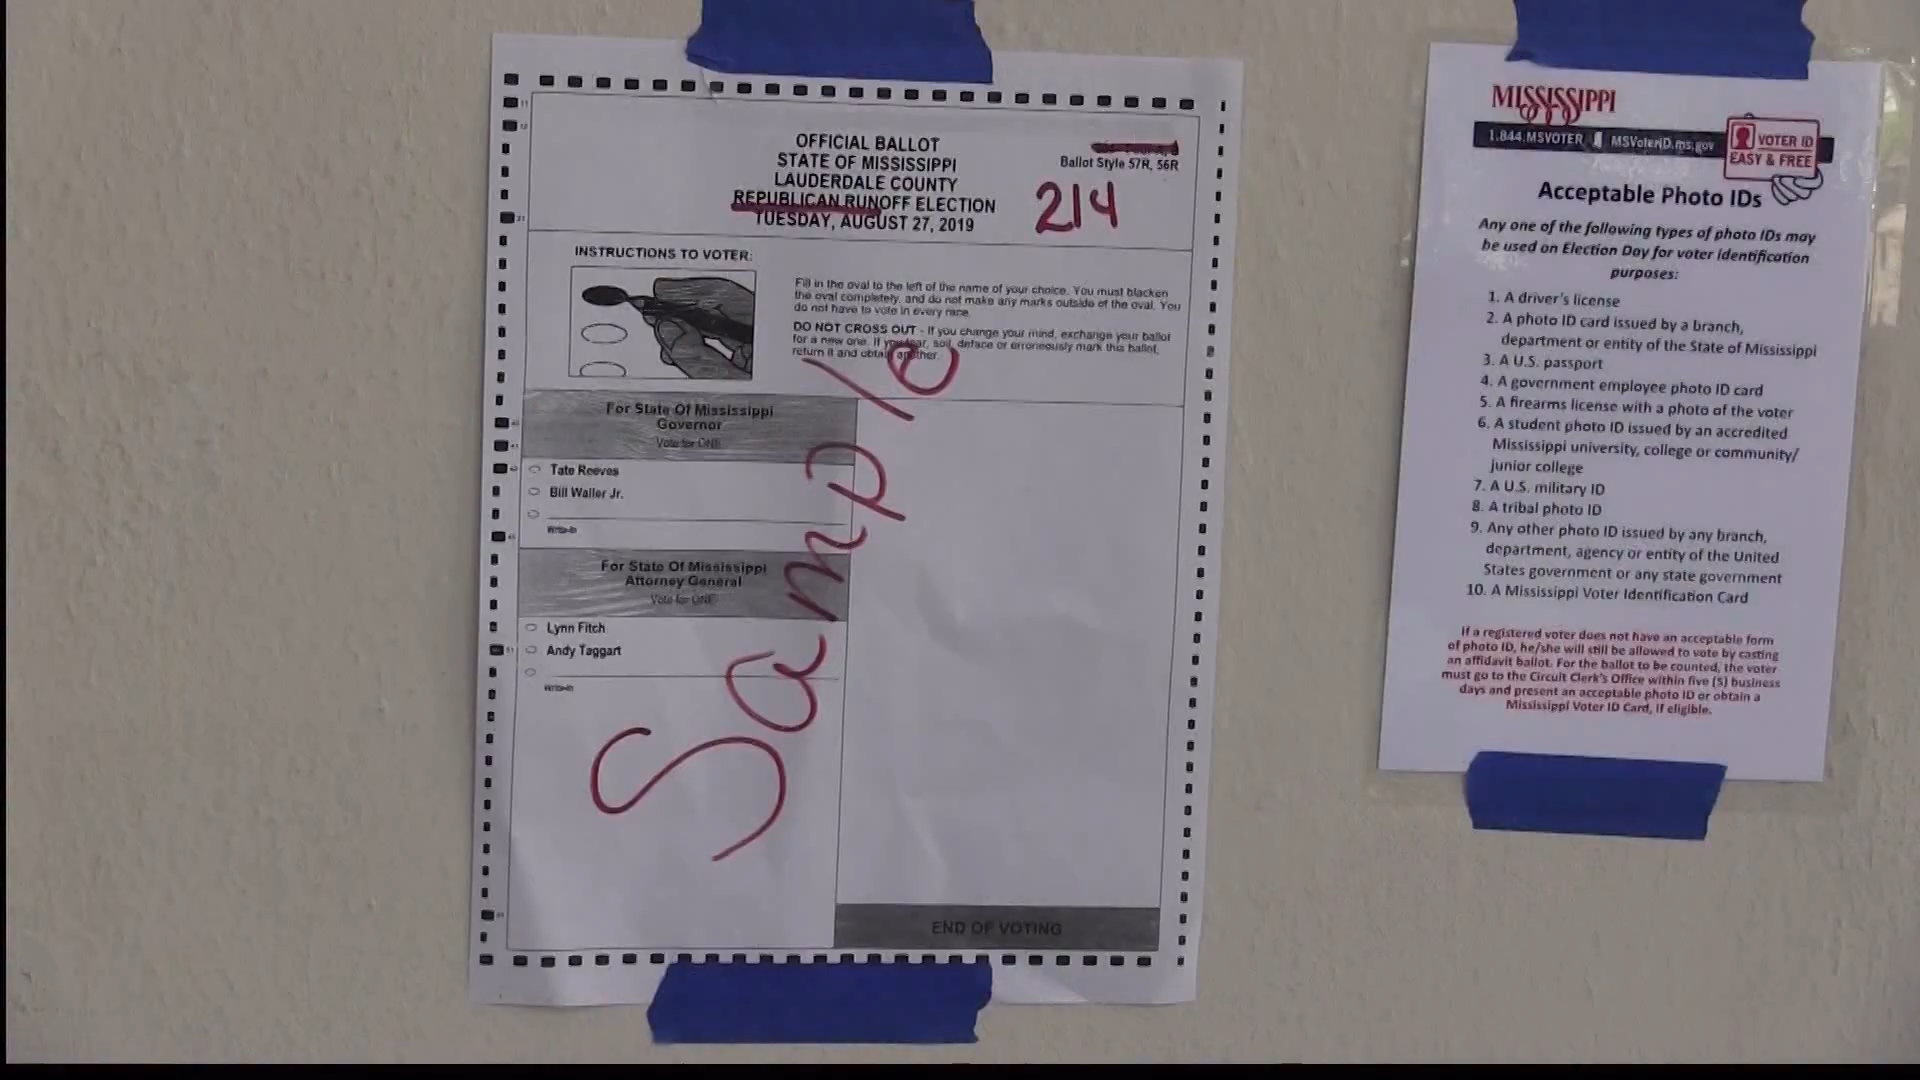 OFFICIAL BALLOT
STATE OF MISSISSIPPI
LAUDERDALE COUNTY
REPUBLICAN RUNOFF ELECTION
TUESDAY, AUGUST 27, 2019
Ballot Style 57R, 56R
214
INSTRUCTIONS TO VOTER:
Fill in the oval to the left of the name of your choice. You must blacken
the oval completely, and do not make any marks outside of the oval. You
do not have to vote in every race.
DO NOT CROSS OUT - If you change your mind, exchange your ballot
for a new one. If you tear, soil, deface or erroneously mark this ballot,
return it and obtain another.
For State Of Mississippi
Governor
Vote for ONE
Tate Reeves
Bill Waller Jr.
Write-in
For State Of Mississippi
Attorney General
Vote for ONE
Lynn Fitch
Andy Taggart
Write-in
Sample
END OF VOTING
MISSISSIPPI
1.844.MSVOTER MSVoterID.ms.gov
VOTER ID
EASY & FREE
Acceptable Photo IDs
Any one of the following types of photo IDs may
be used on Election Day for voter identification
purposes:
1. A driver's license
2. A photo ID card issued by a branch,
department or entity of the State of Mississippi
3. A U.S. passport
4. A government employee photo ID card
5. A firearms license with a photo of the voter
6. A student photo ID issued by an accredited
Mississippi university, college or community/
junior college
7. A U.S. military ID
8. A tribal photo ID
9. Any other photo ID issued by any branch,
department, agency or entity of the United
States government or any state government
10. A Mississippi Voter Identification Card
If a registered voter does not have an acceptable form
of photo ID, he/she will still be allowed to vote by casting
an affidavit ballot. For the ballot to be counted, the voter
must go to the Circuit Clerk's Office within five (5) business
days and present an acceptable photo ID or obtain a
Mississippi Voter ID Card, if eligible.